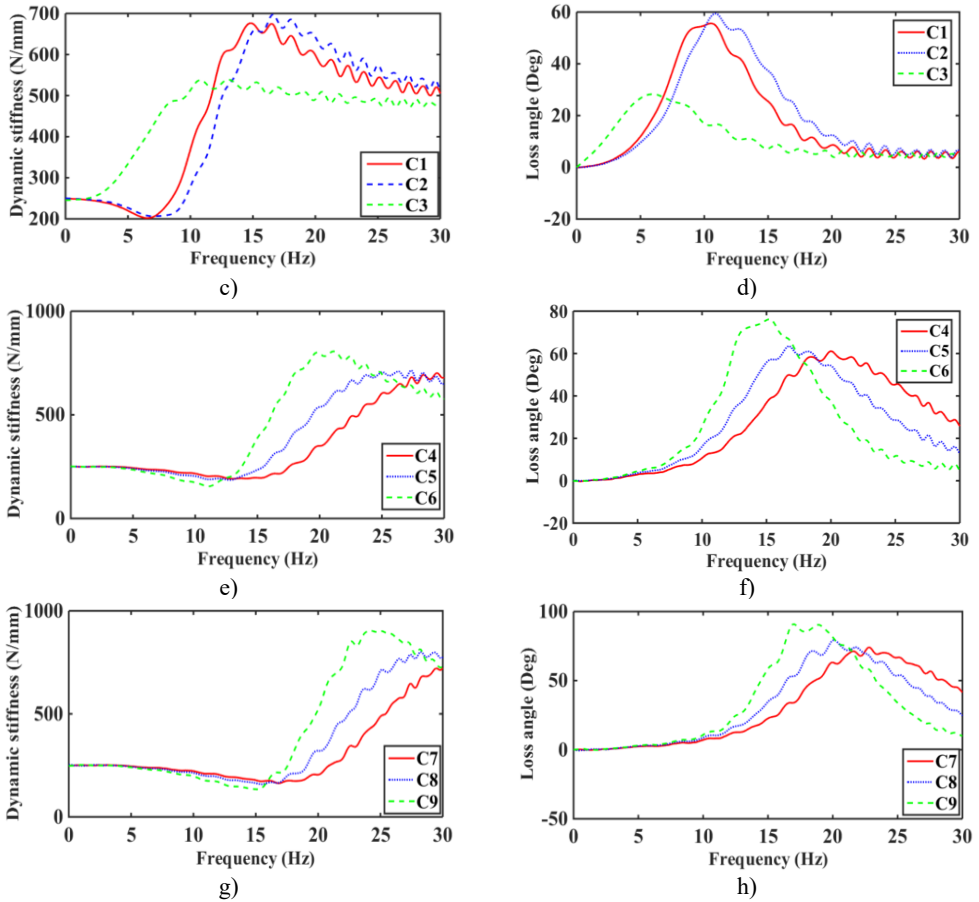 700
600
500
400
300
200
Dynamic stiffness (N/mm)
C1
C2
C3
0 5 10 15 20 25 30
Frequency (Hz)
c)
60
40
20
0
-20
Loss angle (Deg)
C1
C2
C3
0 5 10 15 20 25 30
Frequency (Hz)
d)
1000
500
0
Dynamic stiffness (N/mm)
C4
C5
C6
0 5 10 15 20 25 30
Frequency (Hz)
e)
80
60
40
20
0
-20
Loss angle (Deg)
C4
C5
C6
0 5 10 15 20 25 30
Frequency (Hz)
f)
1000
500
0
Dynamic stiffness (N/mm)
C7
C8
C9
0 5 10 15 20 25 30
Frequency (Hz)
g)
100
50
0
-50
Loss angle (Deg)
C7
C8
C9
0 5 10 15 20 25 30
Frequency (Hz)
h)